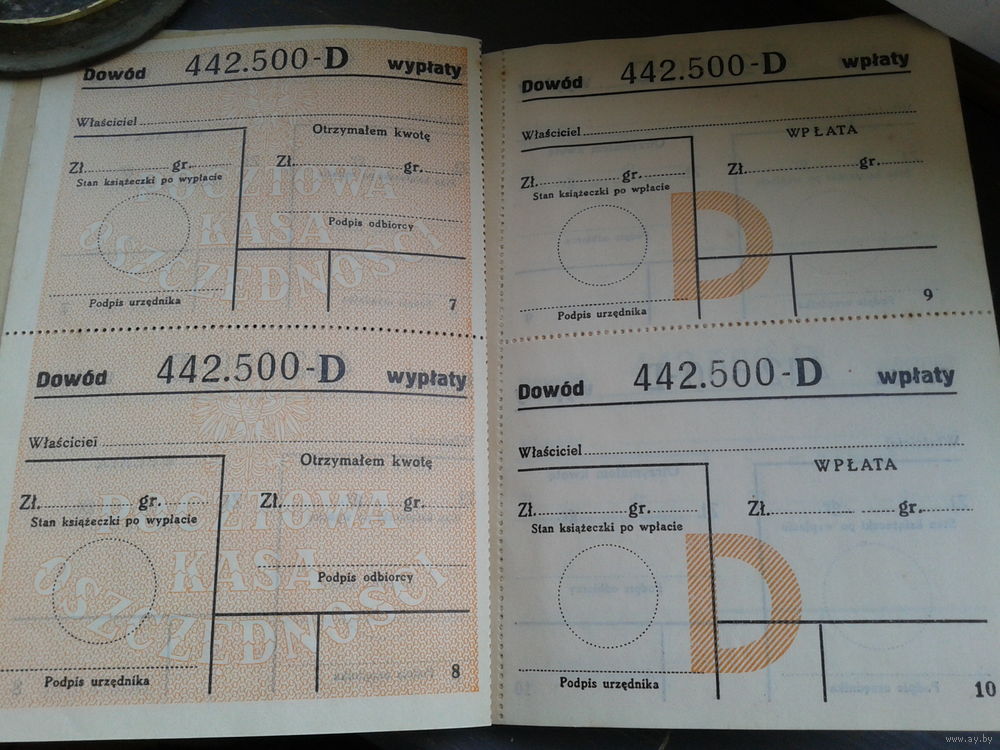 Dowód 442.500-D wypłaty
Właściciel
Otrzymałem kwotę
Zł. gr. Zł. gr.
Stan książeczki po wypłacie
POCZTOWA
KASA
OSZCZĘDNOŚCI
Podpis odbiorcy
Podpis urzędnika
7
Dowód 442.500-D wypłaty
Właściciel
Otrzymałem kwotę
Zł. gr. Zł. gr.
Stan książeczki po wypłacie
POCZTOWA
KASA
OSZCZĘDNOŚCI
Podpis odbiorcy
Podpis urzędnika
8
Dowód 442.500-D wpłaty
Właściciel
WPŁATA
Zł. gr. Zł. gr.
Stan książeczki po wpłacie
D
Podpis urzędnika
9
Dowód 442.500-D wpłaty
Właściciel
WPŁATA
Zł. gr. Zł. gr.
Stan książeczki po wpłacie
D
Podpis urzędnika
10
www.ay.by